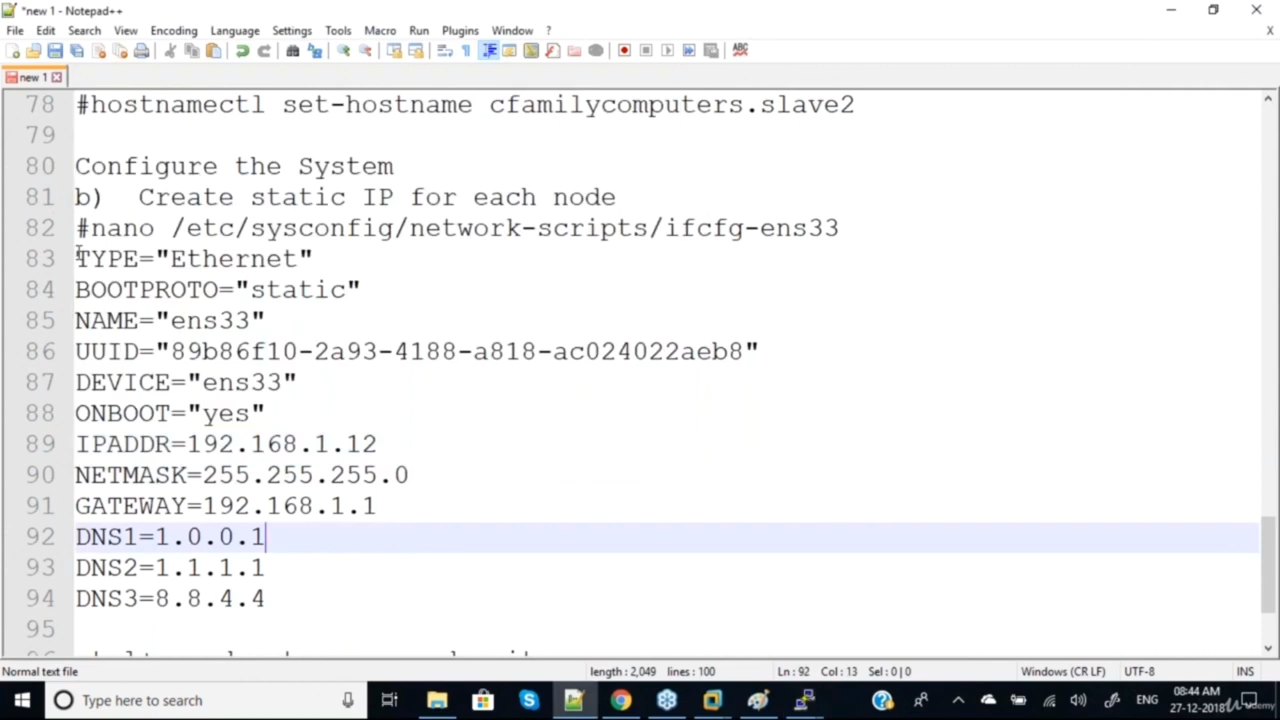 *new 1 - Notepad++
File Edit Search View Encoding Language Settings Tools Macro Run Plugins Window ? X
new 1
78 #hostnamectl set-hostname cfamilycomputers.slave2
79
80 Configure the System
81 b)  Create static IP for each node
82 #nano /etc/sysconfig/network-scripts/ifcfg-ens33
83 TYPE="Ethernet"
84 BOOTPROTO="static"
85 NAME="ens33"
86 UUID="89b86f10-2a93-4188-a818-ac024022aeb8"
87 DEVICE="ens33"
88 ONBOOT="yes"
89 IPADDR=192.168.1.12
90 NETMASK=255.255.255.0
91 GATEWAY=192.168.1.1
92 DNS1=1.0.0.1
93 DNS2=1.1.1.1
94 DNS3=8.8.4.4
95
Normal text file length : 2,049 lines : 100 Ln : 92 Col : 13 Sel : 0 | 0 Windows (CR LF) UTF-8 INS
Type here to search ENG 08:44 AM
27-12-2018
Udemy